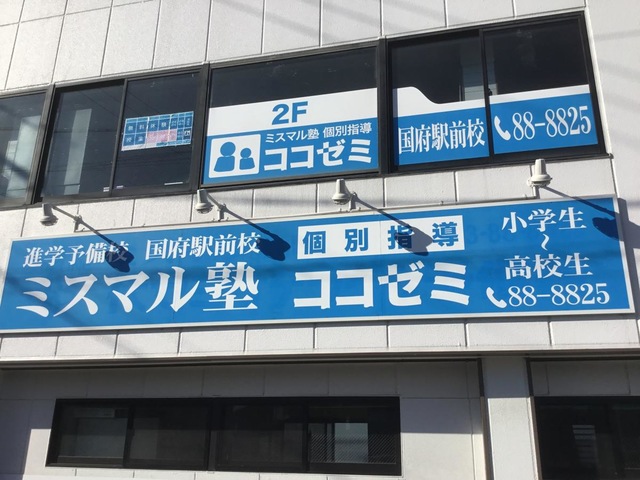 2F
ミスマル塾 個別指導
ココゼミ
国府駅前校
88-8825
進学予備校 国府駅前校
ミスマル塾
個別指導
ココゼミ
小学生
~
高校生
88-8825